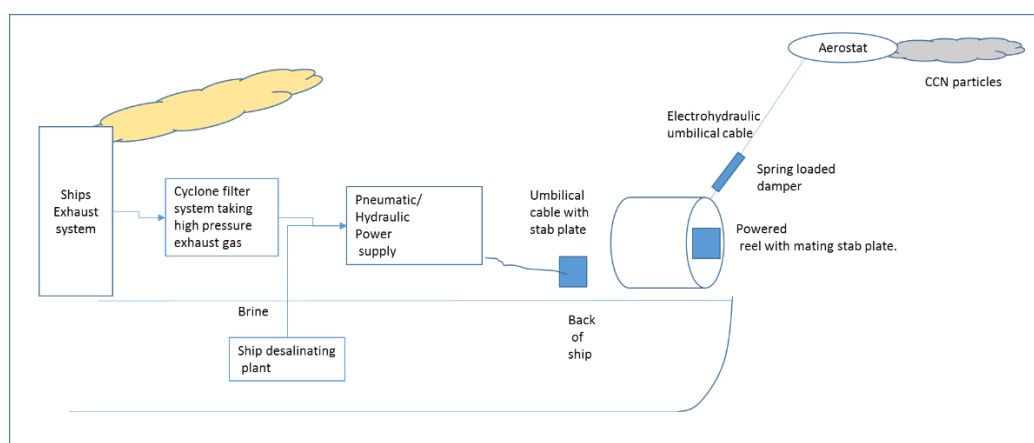 Aerostat
CCN particles
Electrohydraulic
umbilical cable
Spring loaded
damper
Ships
Exhaust
system
Cyclone filter
system taking
high pressure
exhaust gas
Pneumatic/
Hydraulic
Power
supply
Umbilical
cable with
stab plate
Powered
reel with mating stab plate.
Brine
Ship desalinating
plant
Back
of
ship